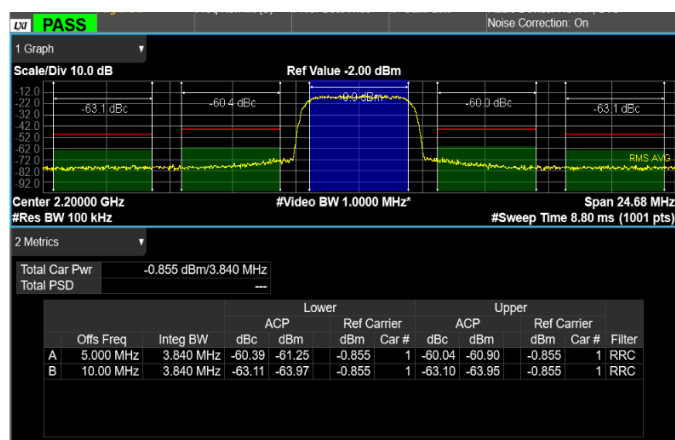 LXI PASS
Noise Correction: On
1 Graph
Scale/Div 10.0 dB Ref Value -2.00 dBm
-12.0
-22.0
-32.0
-42.0
-52.0
-62.0
-72.0
-82.0
-92.0
-63.1 dBc -60.4 dBc -0.9 dBm -60.0 dBc -63.1 dBc
RMS AVG
Center 2.20000 GHz #Video BW 1.0000 MHz* Span 24.68 MHz
#Res BW 100 kHz #Sweep Time 8.80 ms (1001 pts)
2 Metrics
Total Car Pwr -0.855 dBm/3.840 MHz
Total PSD ---
Lower Upper
ACP Ref Carrier ACP Ref Carrier
Offs Freq Integ BW dBc dBm dBm Car # dBc dBm dBm Car # Filter
A 5.000 MHz 3.840 MHz -60.39 -61.25 -0.855 1 -60.04 -60.90 -0.855 1 RRC
B 10.00 MHz 3.840 MHz -63.11 -63.97 -0.855 1 -63.10 -63.95 -0.855 1 RRC